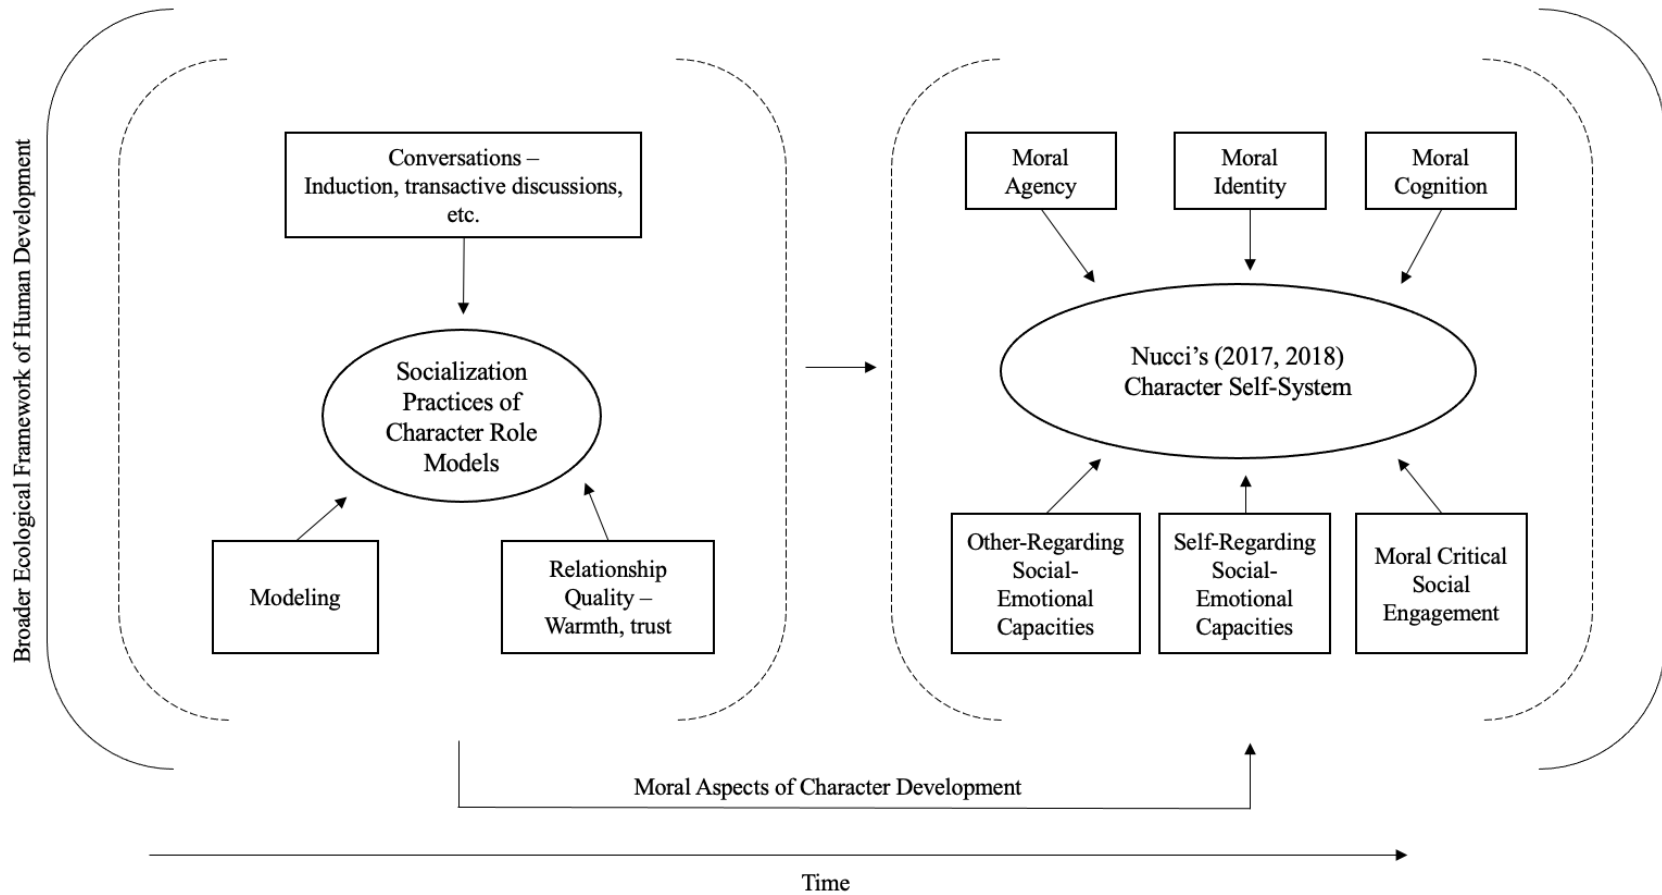 Broader Ecological Framework of Human Development
Conversations –
Induction, transactive discussions,
etc.
Socialization
Practices of
Character Role
Models
Modeling
Relationship
Quality –
Warmth, trust
Moral
Agency
Moral
Identity
Moral
Cognition
Nucci’s (2017, 2018)
Character Self-System
Other-Regarding
Social-
Emotional
Capacities
Self-Regarding
Social-
Emotional
Capacities
Moral Critical
Social
Engagement
Moral Aspects of Character Development
Time